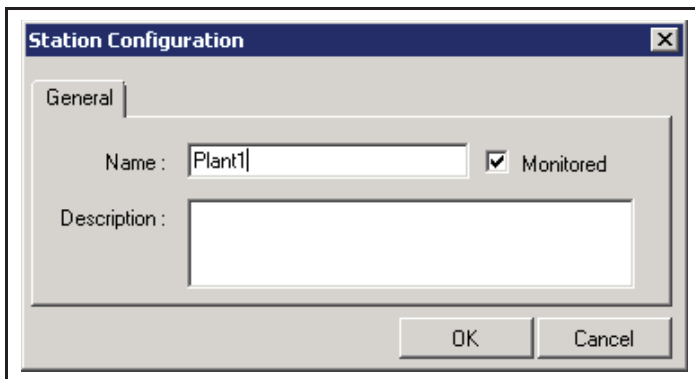 Station Configuration
General
Name : Plant1 Monitored
Description :
OK Cancel